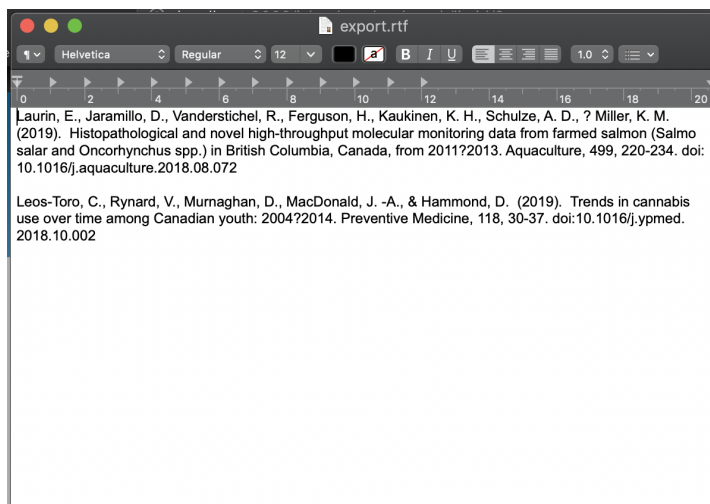 export.rtf
¶ Helvetica Regular 12 a B I U 1.0
0 2 4 6 8 10 12 14 16 18 20
Laurin, E., Jaramillo, D., Vanderstichel, R., Ferguson, H., Kaukinen, K. H., Schulze, A. D., ? Miller, K. M.
(2019).  Histopathological and novel high-throughput molecular monitoring data from farmed salmon (Salmo
salar and Oncorhynchus spp.) in British Columbia, Canada, from 2011?2013. Aquaculture, 499, 220-234. doi:
10.1016/j.aquaculture.2018.08.072
Leos-Toro, C., Rynard, V., Murnaghan, D., MacDonald, J. -A., & Hammond, D.  (2019).  Trends in cannabis
use over time among Canadian youth: 2004?2014. Preventive Medicine, 118, 30-37. doi:10.1016/j.ypmed.
2018.10.002